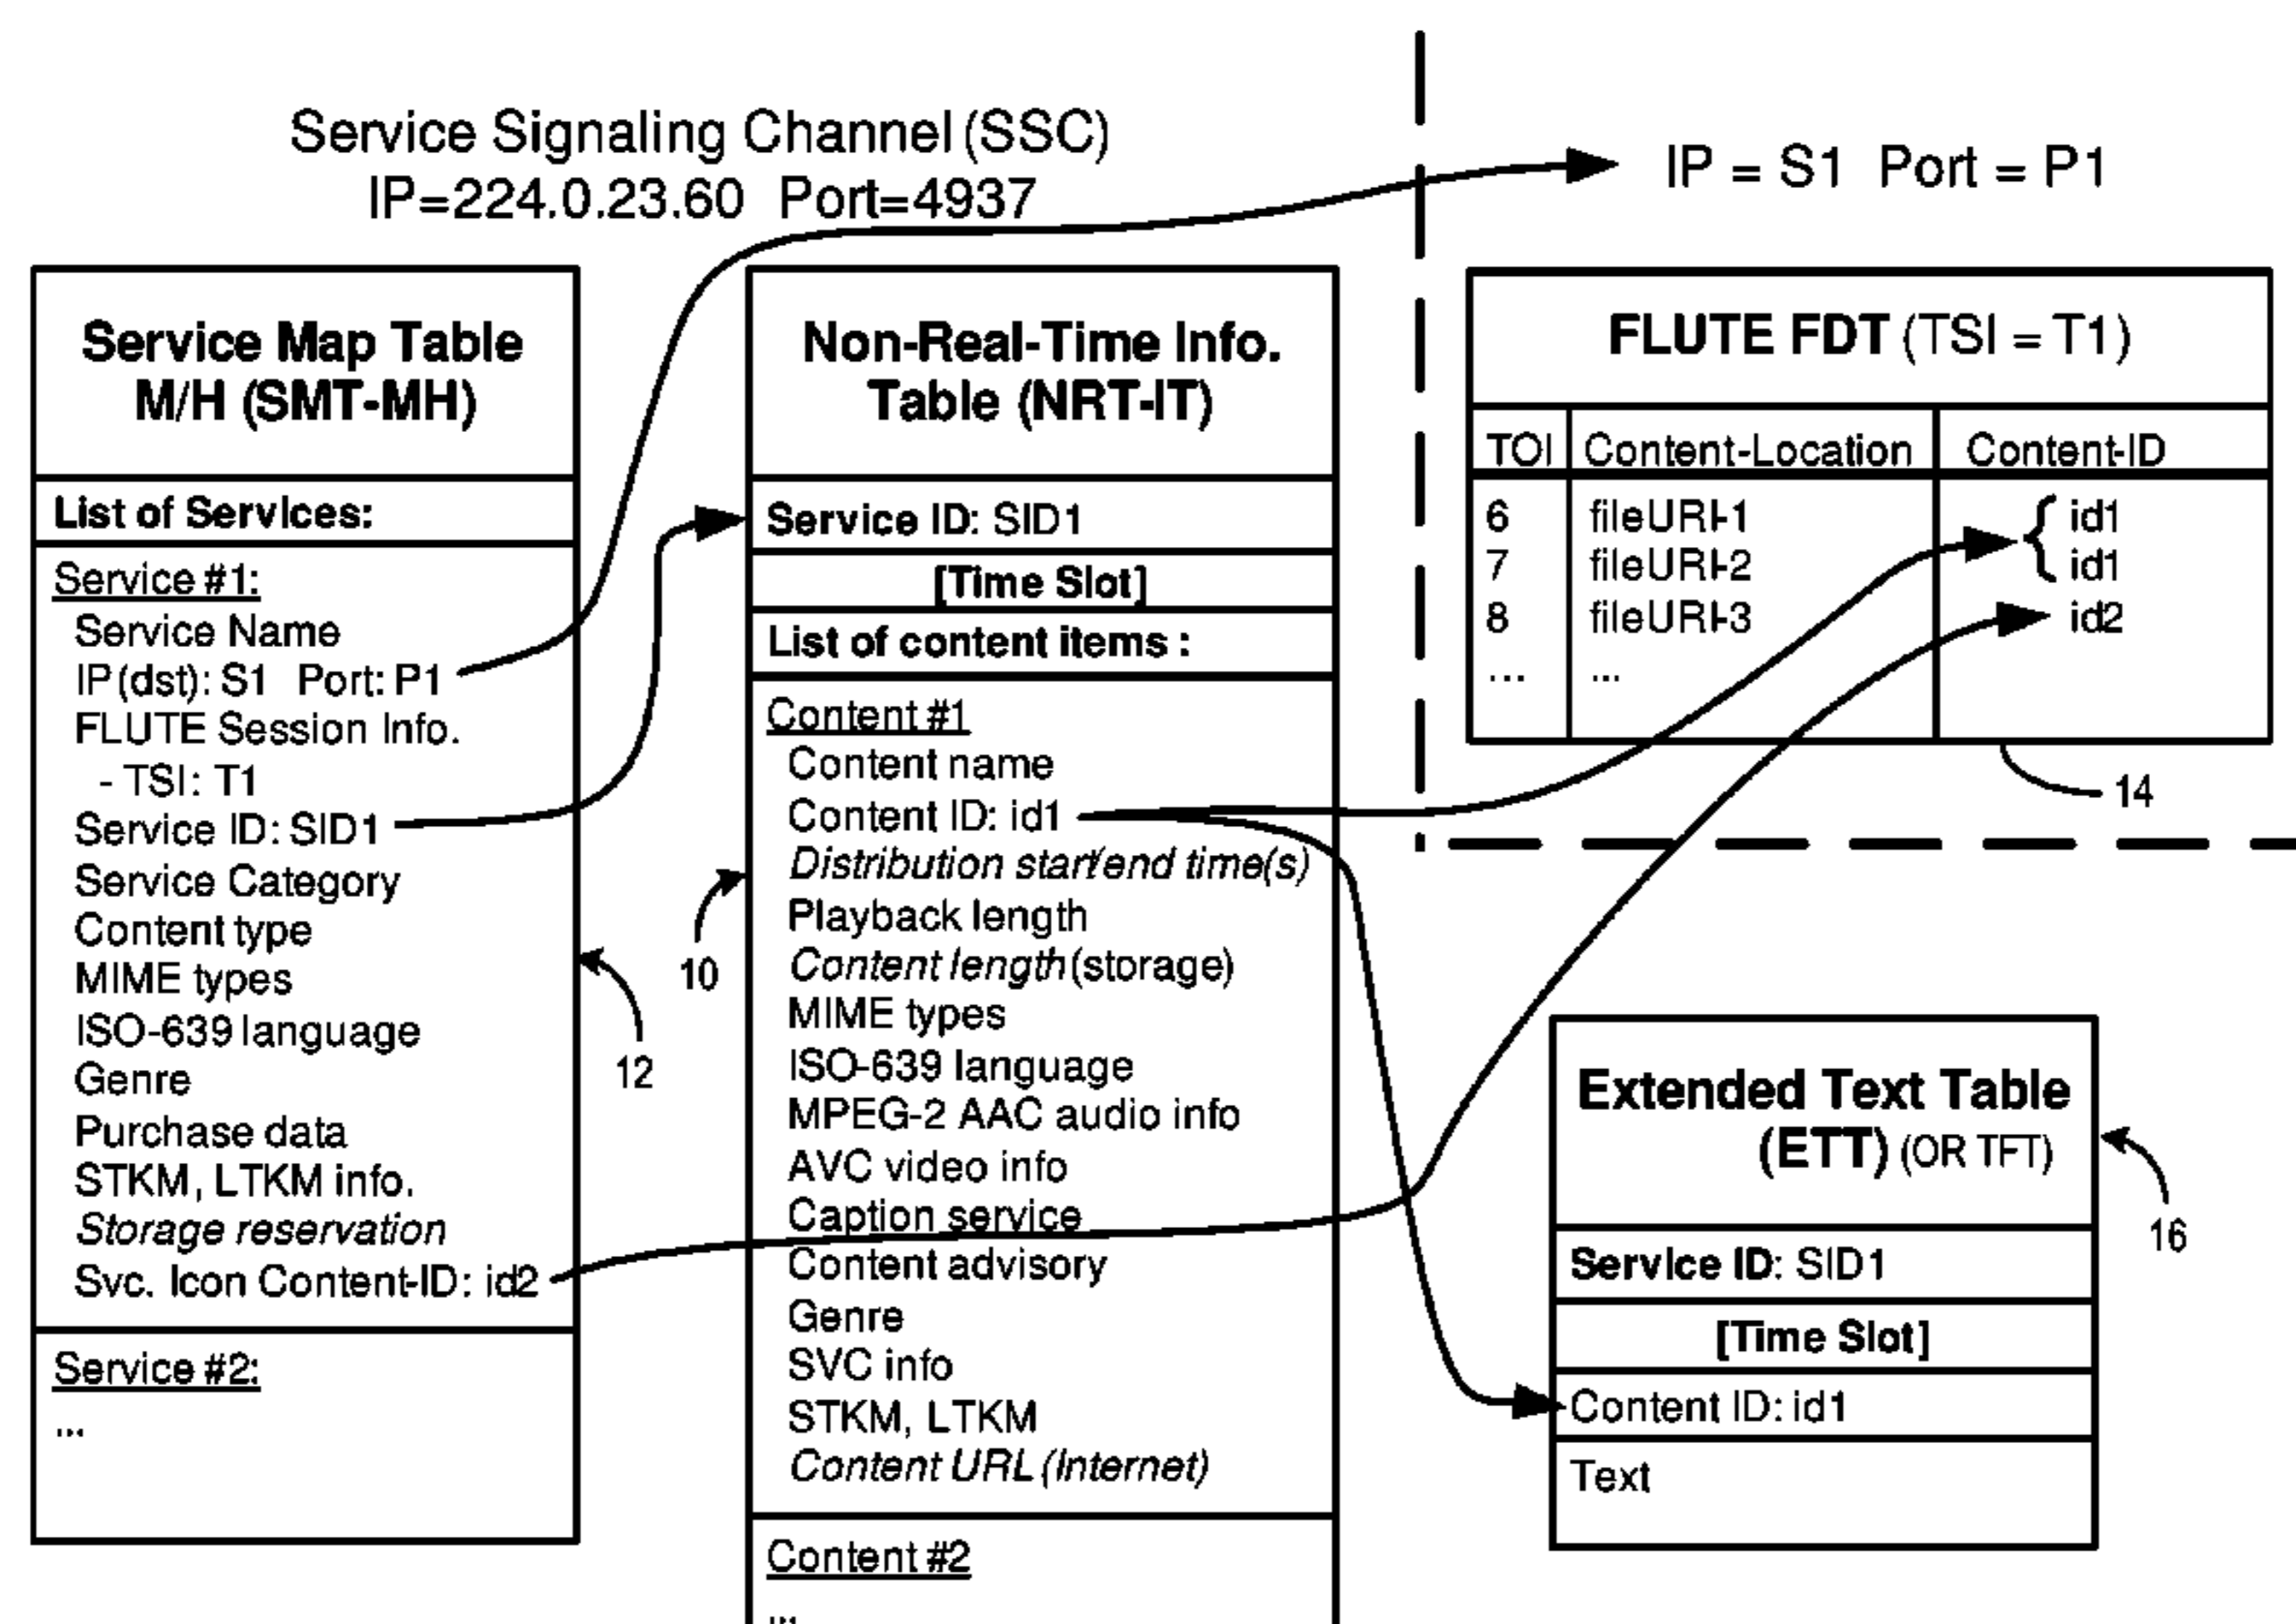 Service Signaling Channel (SSC)
IP=224.0.23.60 Port=4937
IP = S1 Port = P1
Service Map Table
M/H (SMT-MH)
List of Services:
Service #1:
Service Name
IP(dst): S1 Port: P1
FLUTE Session Info.
- TSI: T1
Service ID: SID1
Service Category
Content type
MIME types
ISO-639 language
Genre
Purchase data
STKM, LTKM info.
Storage reservation
Svc. Icon Content-ID: id2
Service #2:
...
12
Non-Real-Time Info.
Table (NRT-IT)
Service ID: SID1
[Time Slot]
List of content items :
Content #1
Content name
Content ID: id1
Distribution start/end time(s)
Playback length
Content length (storage)
MIME types
ISO-639 language
MPEG-2 AAC audio info
AVC video info
Caption service
Content advisory
Genre
SVC info
STKM, LTKM
Content URL (Internet)
Content #2
...
10
FLUTE FDT (TSI = T1)
TOI Content-Location Content-ID
6 fileURI-1 id1
7 fileURI-2 id1
8 fileURI-3 id2
... ...
14
Extended Text Table
(ETT) (OR TFT)
Service ID: SID1
[Time Slot]
Content ID: id1
Text
16